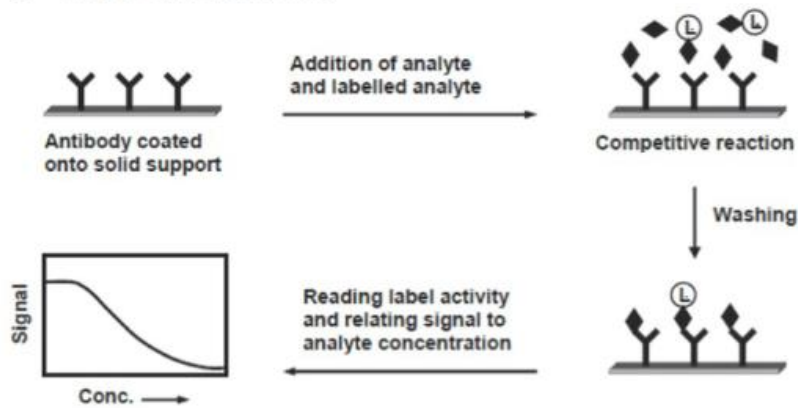 Addition of analyte
and labelled analyte
L
L
Antibody coated
onto solid support
Competitive reaction
Washing
L
Signal
Reading label activity
and relating signal to
analyte concentration
Conc.